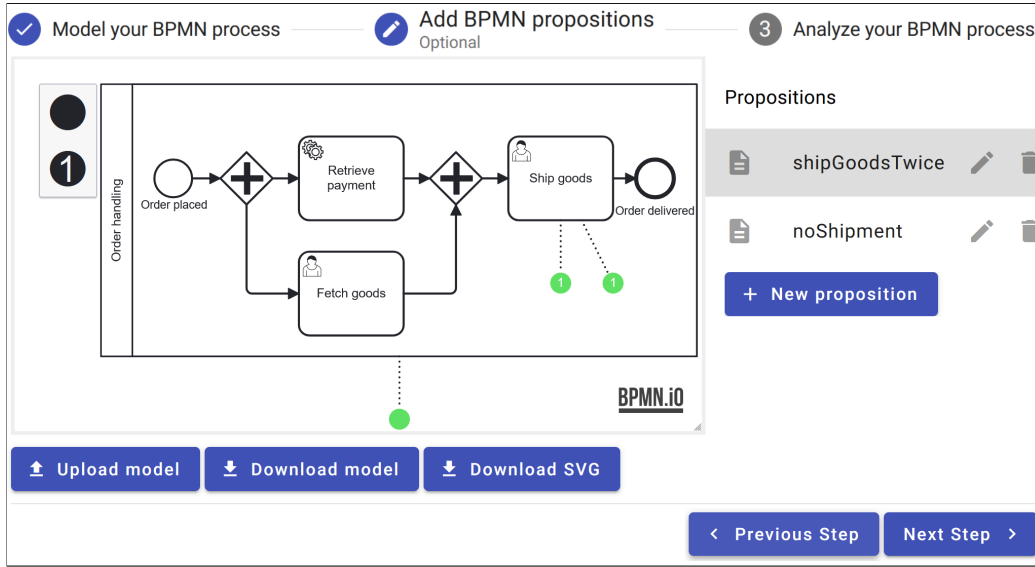 Model your BPMN process
Add BPMN propositions
Optional
3
Analyze your BPMN process
Propositions
1
Order handling
Order placed
Retrieve
payment
Ship goods
Order delivered
Fetch goods
1
1
BPMN.iO
shipGoodsTwice
noShipment
+ New proposition
Upload model
Download model
Download SVG
Previous Step
Next Step